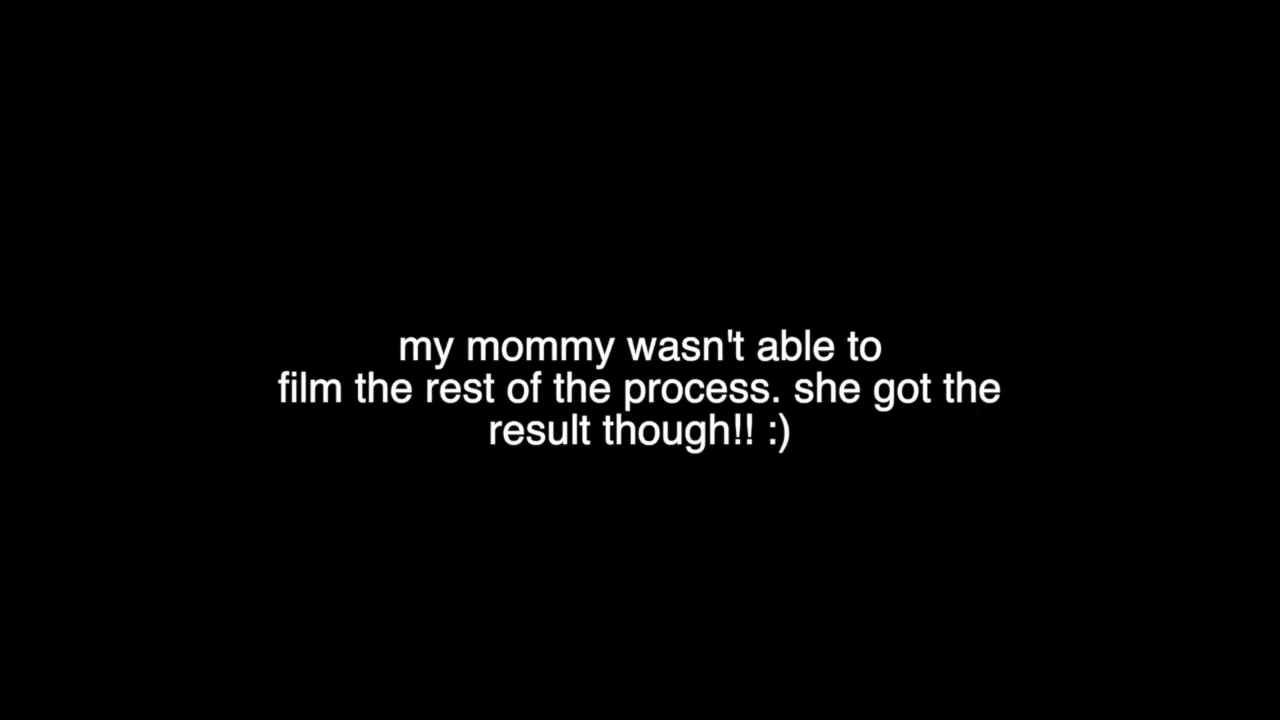 my mommy wasn't able to
film the rest of the process. she got the
result though!! :)